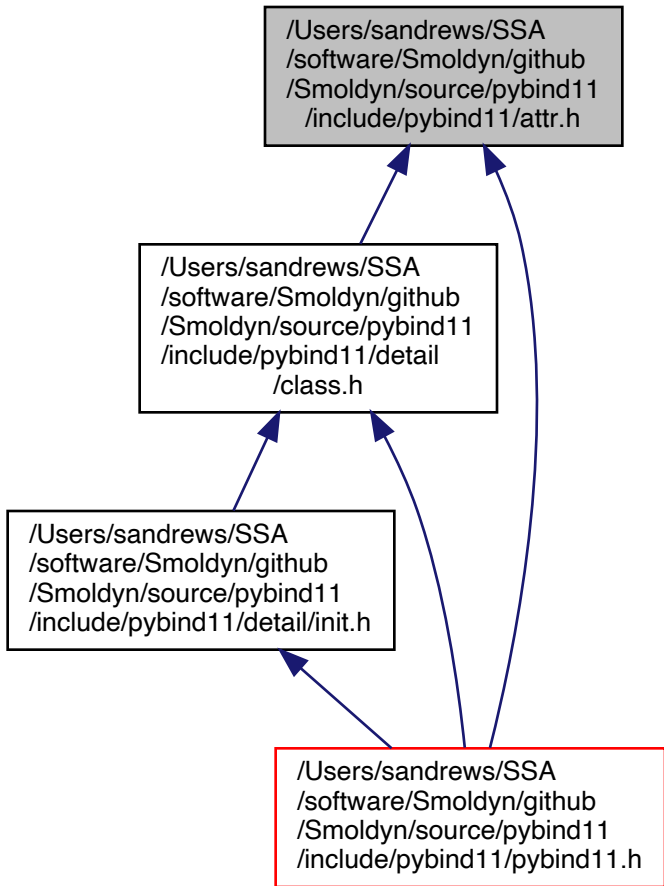 /Users/sandrews/SSA
/software/Smoldyn/github
/Smoldyn/source/pybind11
/include/pybind11/attr.h
/Users/sandrews/SSA
/software/Smoldyn/github
/Smoldyn/source/pybind11
/include/pybind11/detail
/class.h
/Users/sandrews/SSA
/software/Smoldyn/github
/Smoldyn/source/pybind11
/include/pybind11/detail/init.h
/Users/sandrews/SSA
/software/Smoldyn/github
/Smoldyn/source/pybind11
/include/pybind11/pybind11.h